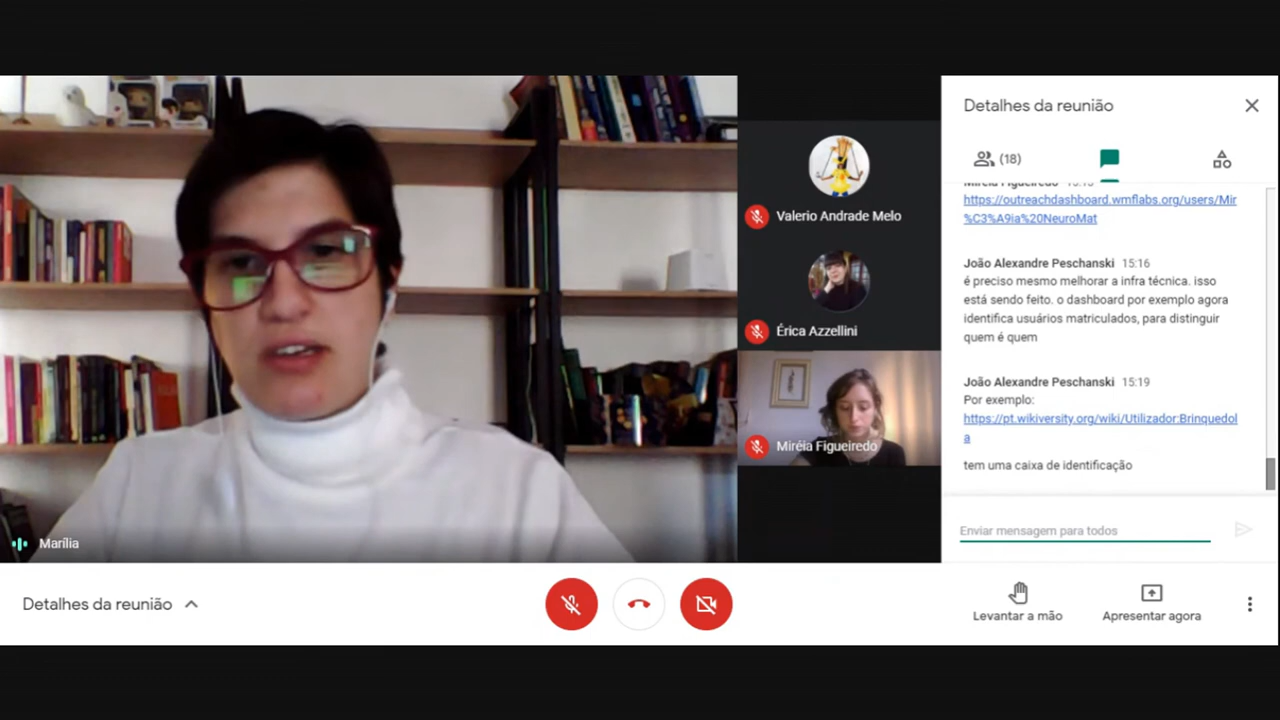 Detalhes da reunião
(18)
Miréia Figueiredo 15:15
https://outreachdashboard.wmflabs.org/users/Mir
%C3%A9ia%20NeuroMat
João Alexandre Peschanski 15:16
é preciso mesmo melhorar a infra técnica. isso
está sendo feito. o dashboard por exemplo agora
identifica usuários matriculados, para distinguir
quem é quem
João Alexandre Peschanski 15:19
Por exemplo:
https://pt.wikiversity.org/wiki/Utilizador:Brinquedol
a
tem uma caixa de identificação
Enviar mensagem para todos
Valerio Andrade Melo
Érica Azzellini
Miréia Figueiredo
Marília
Detalhes da reunião
Levantar a mão
Apresentar agora